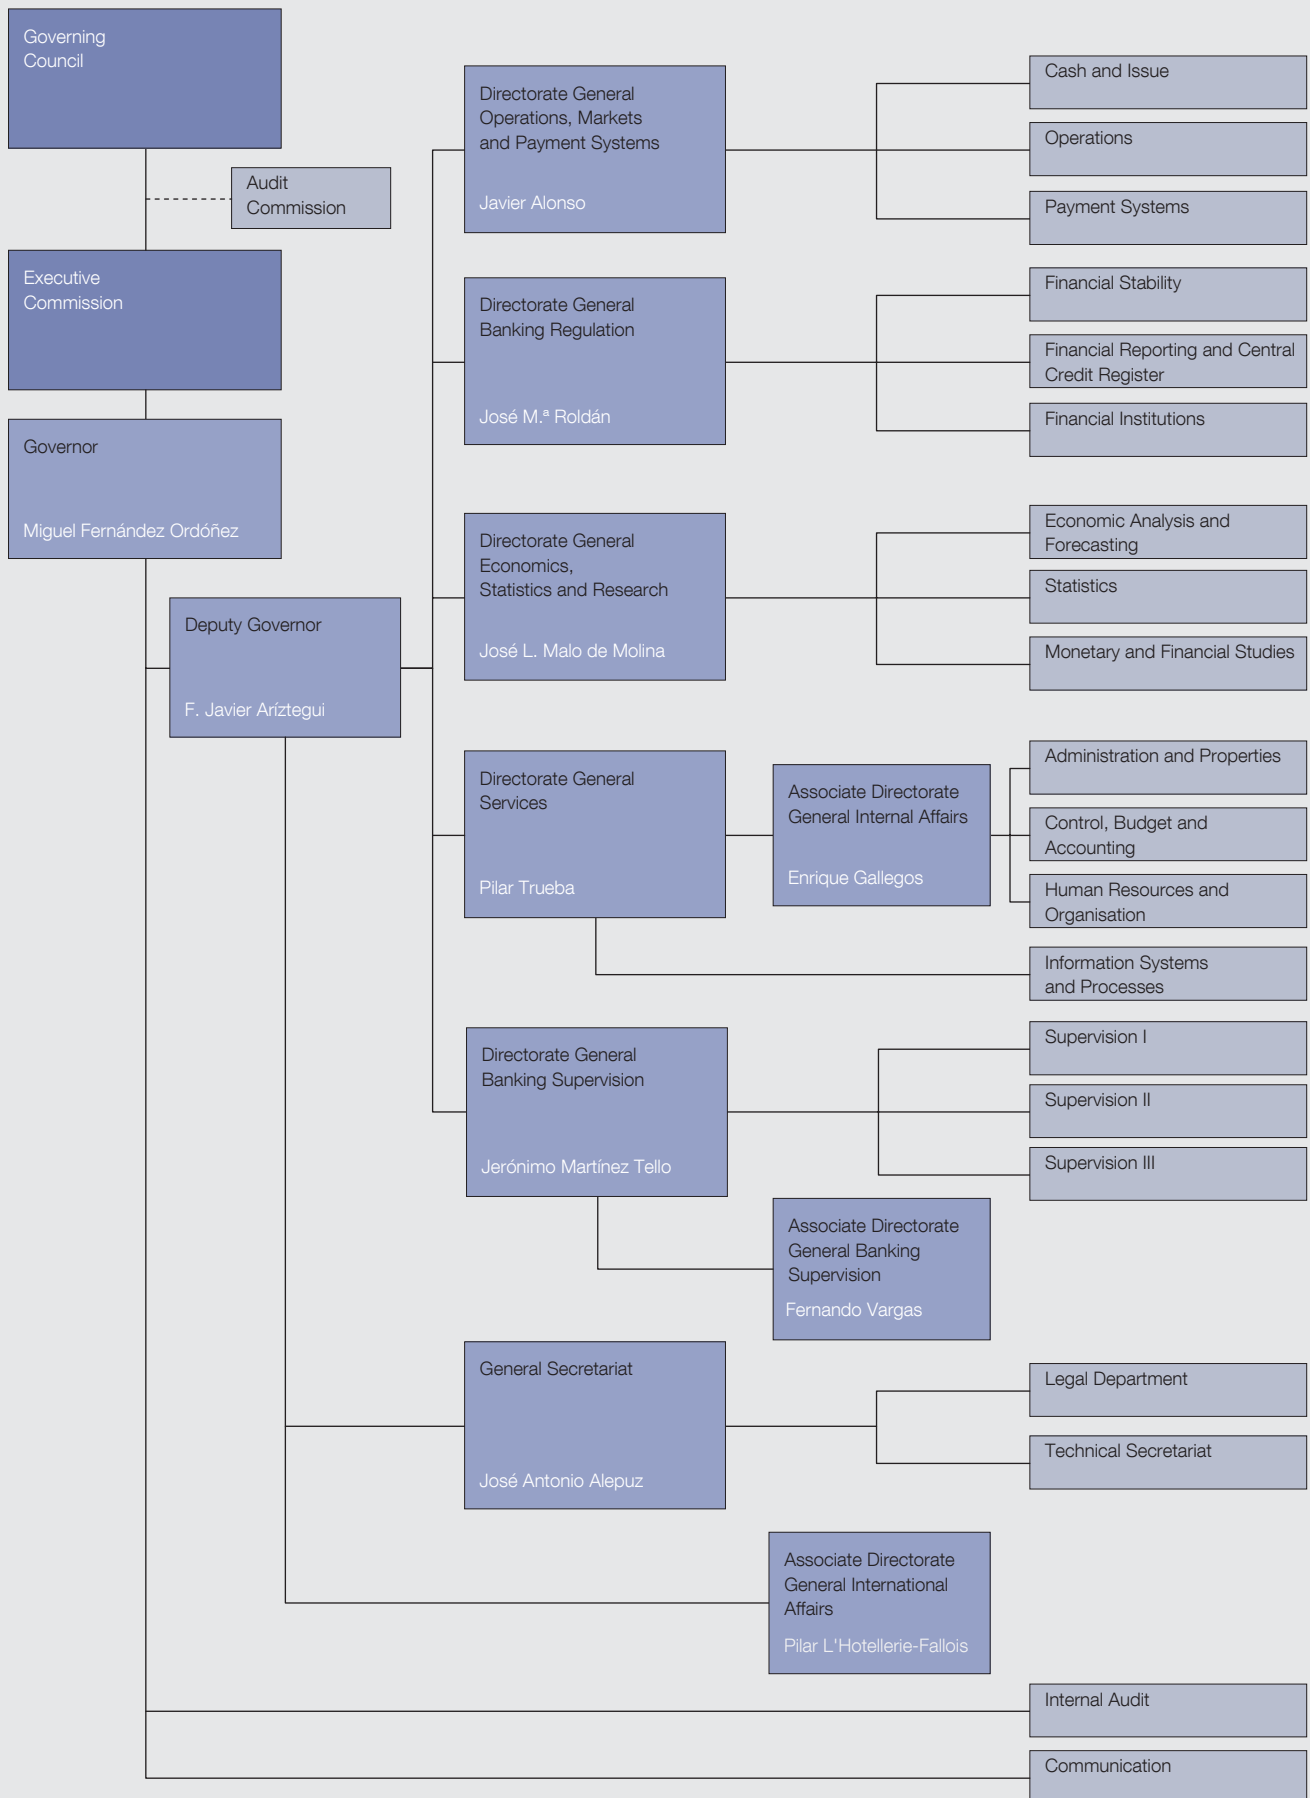 Governing
Council
Audit
Commission
Executive
Commission
Governor
Miguel Fernández Ordóñez
Deputy Governor
F. Javier Aríztegui
Directorate General
Operations, Markets
and Payment Systems
Javier Alonso
Cash and Issue
Operations
Payment Systems
Directorate General
Banking Regulation
José M.ª Roldán
Financial Stability
Financial Reporting and Central
Credit Register
Financial Institutions
Directorate General
Economics,
Statistics and Research
José L. Malo de Molina
Economic Analysis and
Forecasting
Statistics
Monetary and Financial Studies
Directorate General
Services
Pilar Trueba
Associate Directorate
General Internal Affairs
Enrique Gallegos
Administration and Properties
Control, Budget and
Accounting
Human Resources and
Organisation
Information Systems
and Processes
Directorate General
Banking Supervision
Jerónimo Martínez Tello
Supervision I
Supervision II
Supervision III
Associate Directorate
General Banking
Supervision
Fernando Vargas
General Secretariat
José Antonio Alepuz
Legal Department
Technical Secretariat
Associate Directorate
General International
Affairs
Pilar L'Hotellerie-Fallois
Internal Audit
Communication